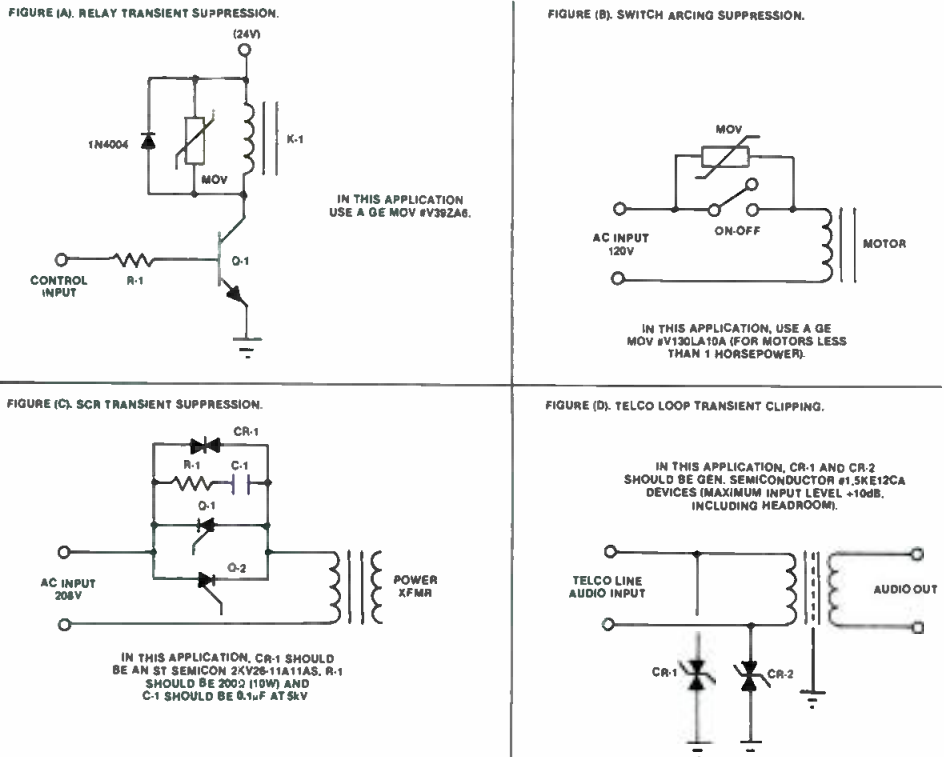 FIGURE (A). RELAY TRANSIENT SUPPRESSION.
(24V)
1N4004
MOV
K-1
IN THIS APPLICATION
USE A GE MOV #V39ZA6.
CONTROL
INPUT
R-1
Q-1
FIGURE (B). SWITCH ARCING SUPPRESSION.
MOV
ON-OFF
AC INPUT
120V
MOTOR
IN THIS APPLICATION, USE A GE
MOV #V130LA10A (FOR MOTORS LESS
THAN 1 HORSEPOWER).
FIGURE (C). SCR TRANSIENT SUPPRESSION.
CR-1
R-1
C-1
Q-1
Q-2
AC INPUT
208V
POWER
XFMR
IN THIS APPLICATION, CR-1 SHOULD
BE AN ST SEMICON 2KV26-11A11AS. R-1
SHOULD BE 200Ω (10W) AND
C-1 SHOULD BE 0.1uF AT 5kV
FIGURE (D). TELCO LOOP TRANSIENT CLIPPING.
IN THIS APPLICATION, CR-1 AND CR-2
SHOULD BE GEN. SEMICONDUCTOR #1.5KE12CA
DEVICES (MAXIMUM INPUT LEVEL +10dB,
INCLUDING HEADROOM).
TELCO LINE
AUDIO INPUT
AUDIO OUT
CR-1
CR-2